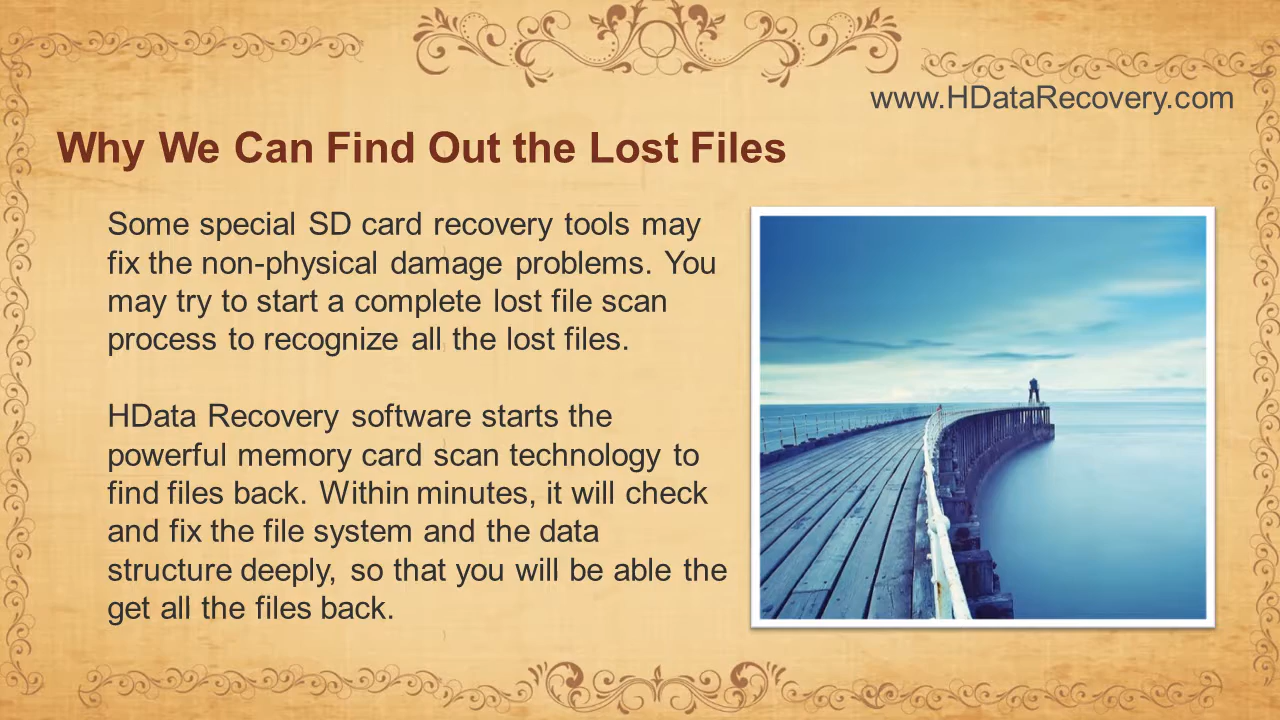 www.HDataRecovery.com
Why We Can Find Out the Lost Files
Some special SD card recovery tools may
fix the non-physical damage problems. You
may try to start a complete lost file scan
process to recognize all the lost files.
HData Recovery software starts the
powerful memory card scan technology to
find files back. Within minutes, it will check
and fix the file system and the data
structure deeply, so that you will be able the
get all the files back.